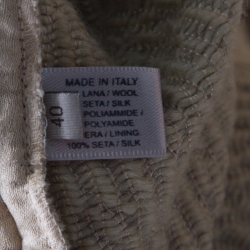 MADE IN ITALY
LANA / WOOL
SETA / SILK
POLIAMMIDE /
POLYAMIDE
ERA / LINING
100% SETA / SILK
40